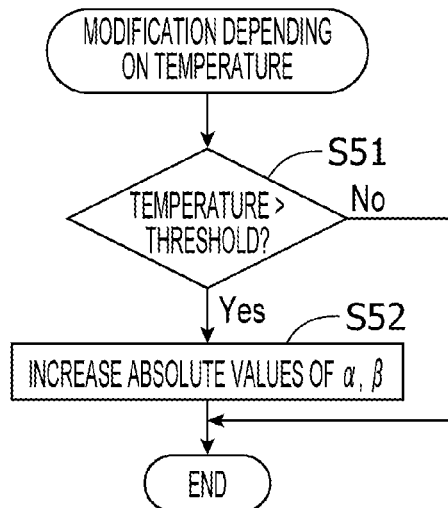 MODIFICATION DEPENDING
ON TEMPERATURE
S51
TEMPERATURE >
THRESHOLD?
No
Yes
S52
INCREASE ABSOLUTE VALUES OF α, β
END